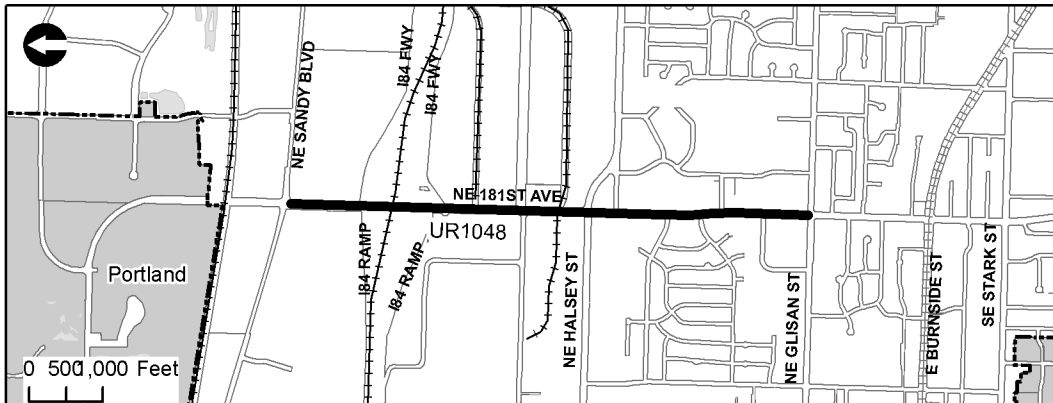 NE SANDY BLVD
I84 FWY
I84 FWY
NE 181ST AVE
UR1048
I84 RAMP
I84 RAMP
NE HALSEY ST
NE GLISAN ST
E BURNSIDE ST
SE STARK ST
Portland
0 500 1,000 Feet